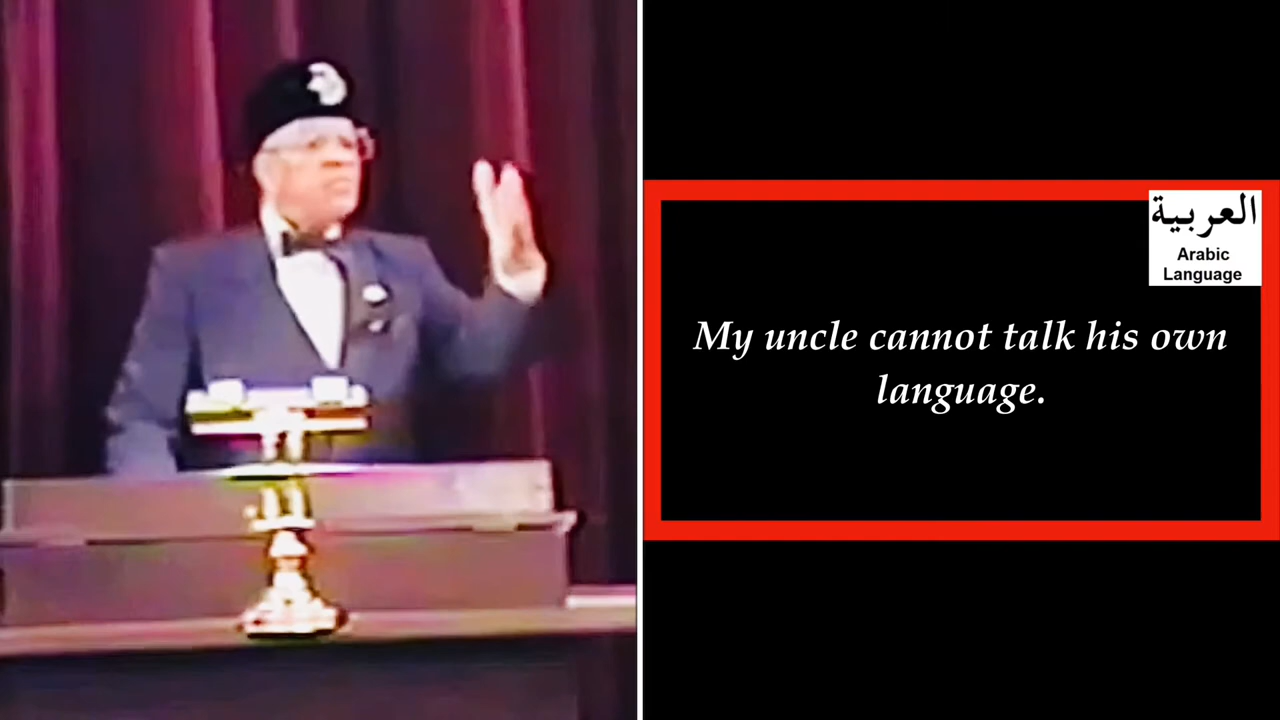 العربية
Arabic
Language
My uncle cannot talk his own
language.